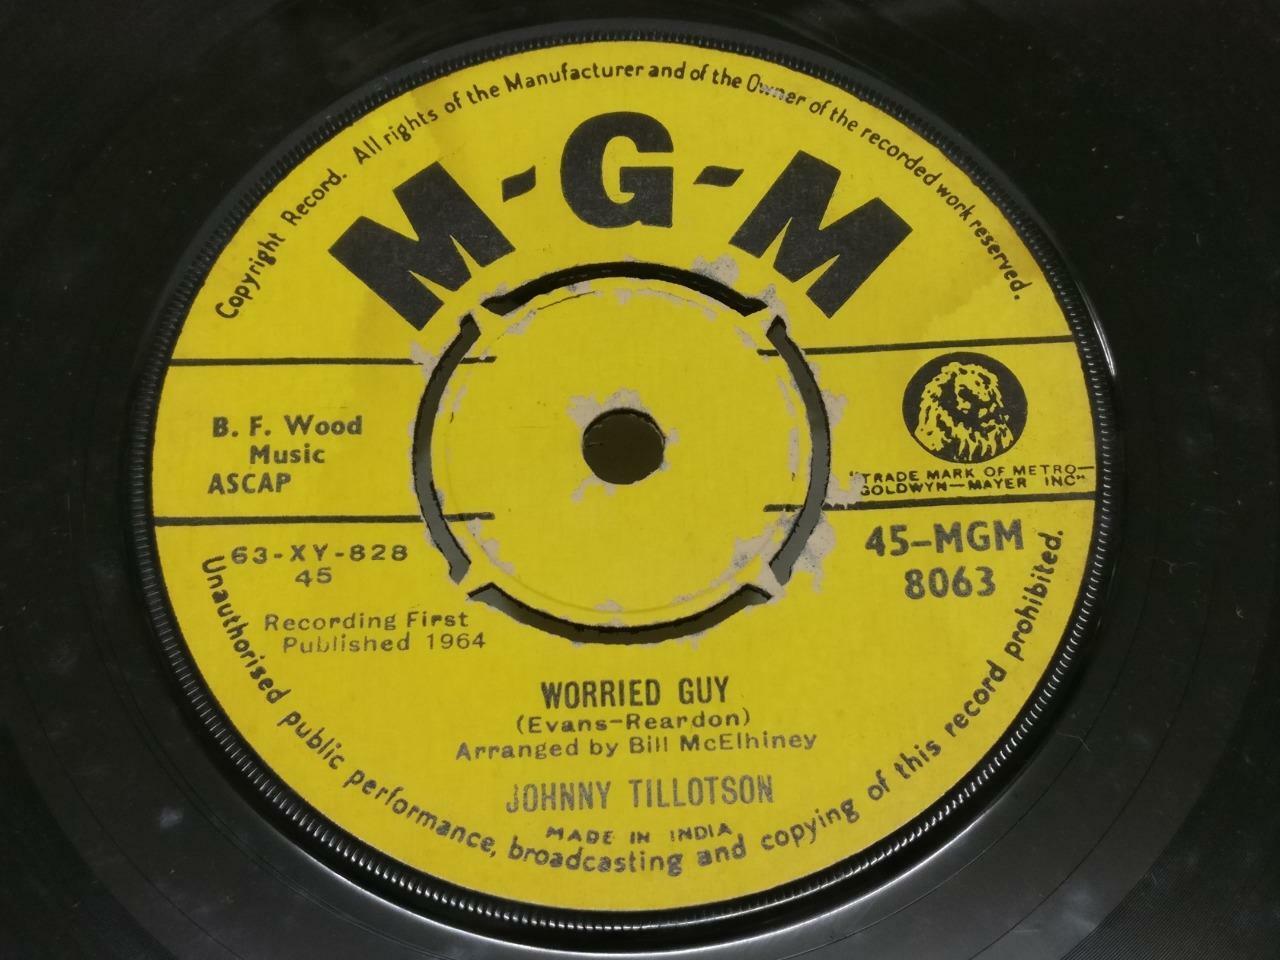 Copyright Record. All rights of the Manufacturer and of the Owner of the recorded work reserved.
M-G-M
B. F. Wood
Music
ASCAP
"TRADE MARK OF METRO-
GOLDWYN-MAYER INC"
63-XY-828
45
45-MGM
8063
Recording First
Published 1964
WORRIED GUY
(Evans-Reardon)
Arranged by Bill McElhiney
JOHNNY TILLOTSON
MADE IN INDIA
Unauthorised public performance, broadcasting and copying of this record prohibited.